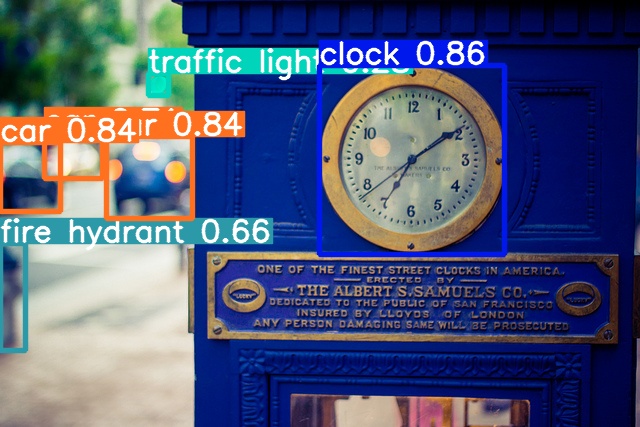 clock 0.86
traffic light
car 0.84
0.84
fire hydrant 0.66
12
1
2
3
4
5
6
7
8
9
10
11
ONE OF THE FINEST STREET CLOCKS IN AMERICA.
ERECTED BY
THE ALBERT S. SAMUELS CO.
DEDICATED TO THE PUBLIC OF SAN FRANCISCO
INSURED BY LLOYDS OF LONDON
ANY PERSON DAMAGING SAME WILL BE PROSECUTED